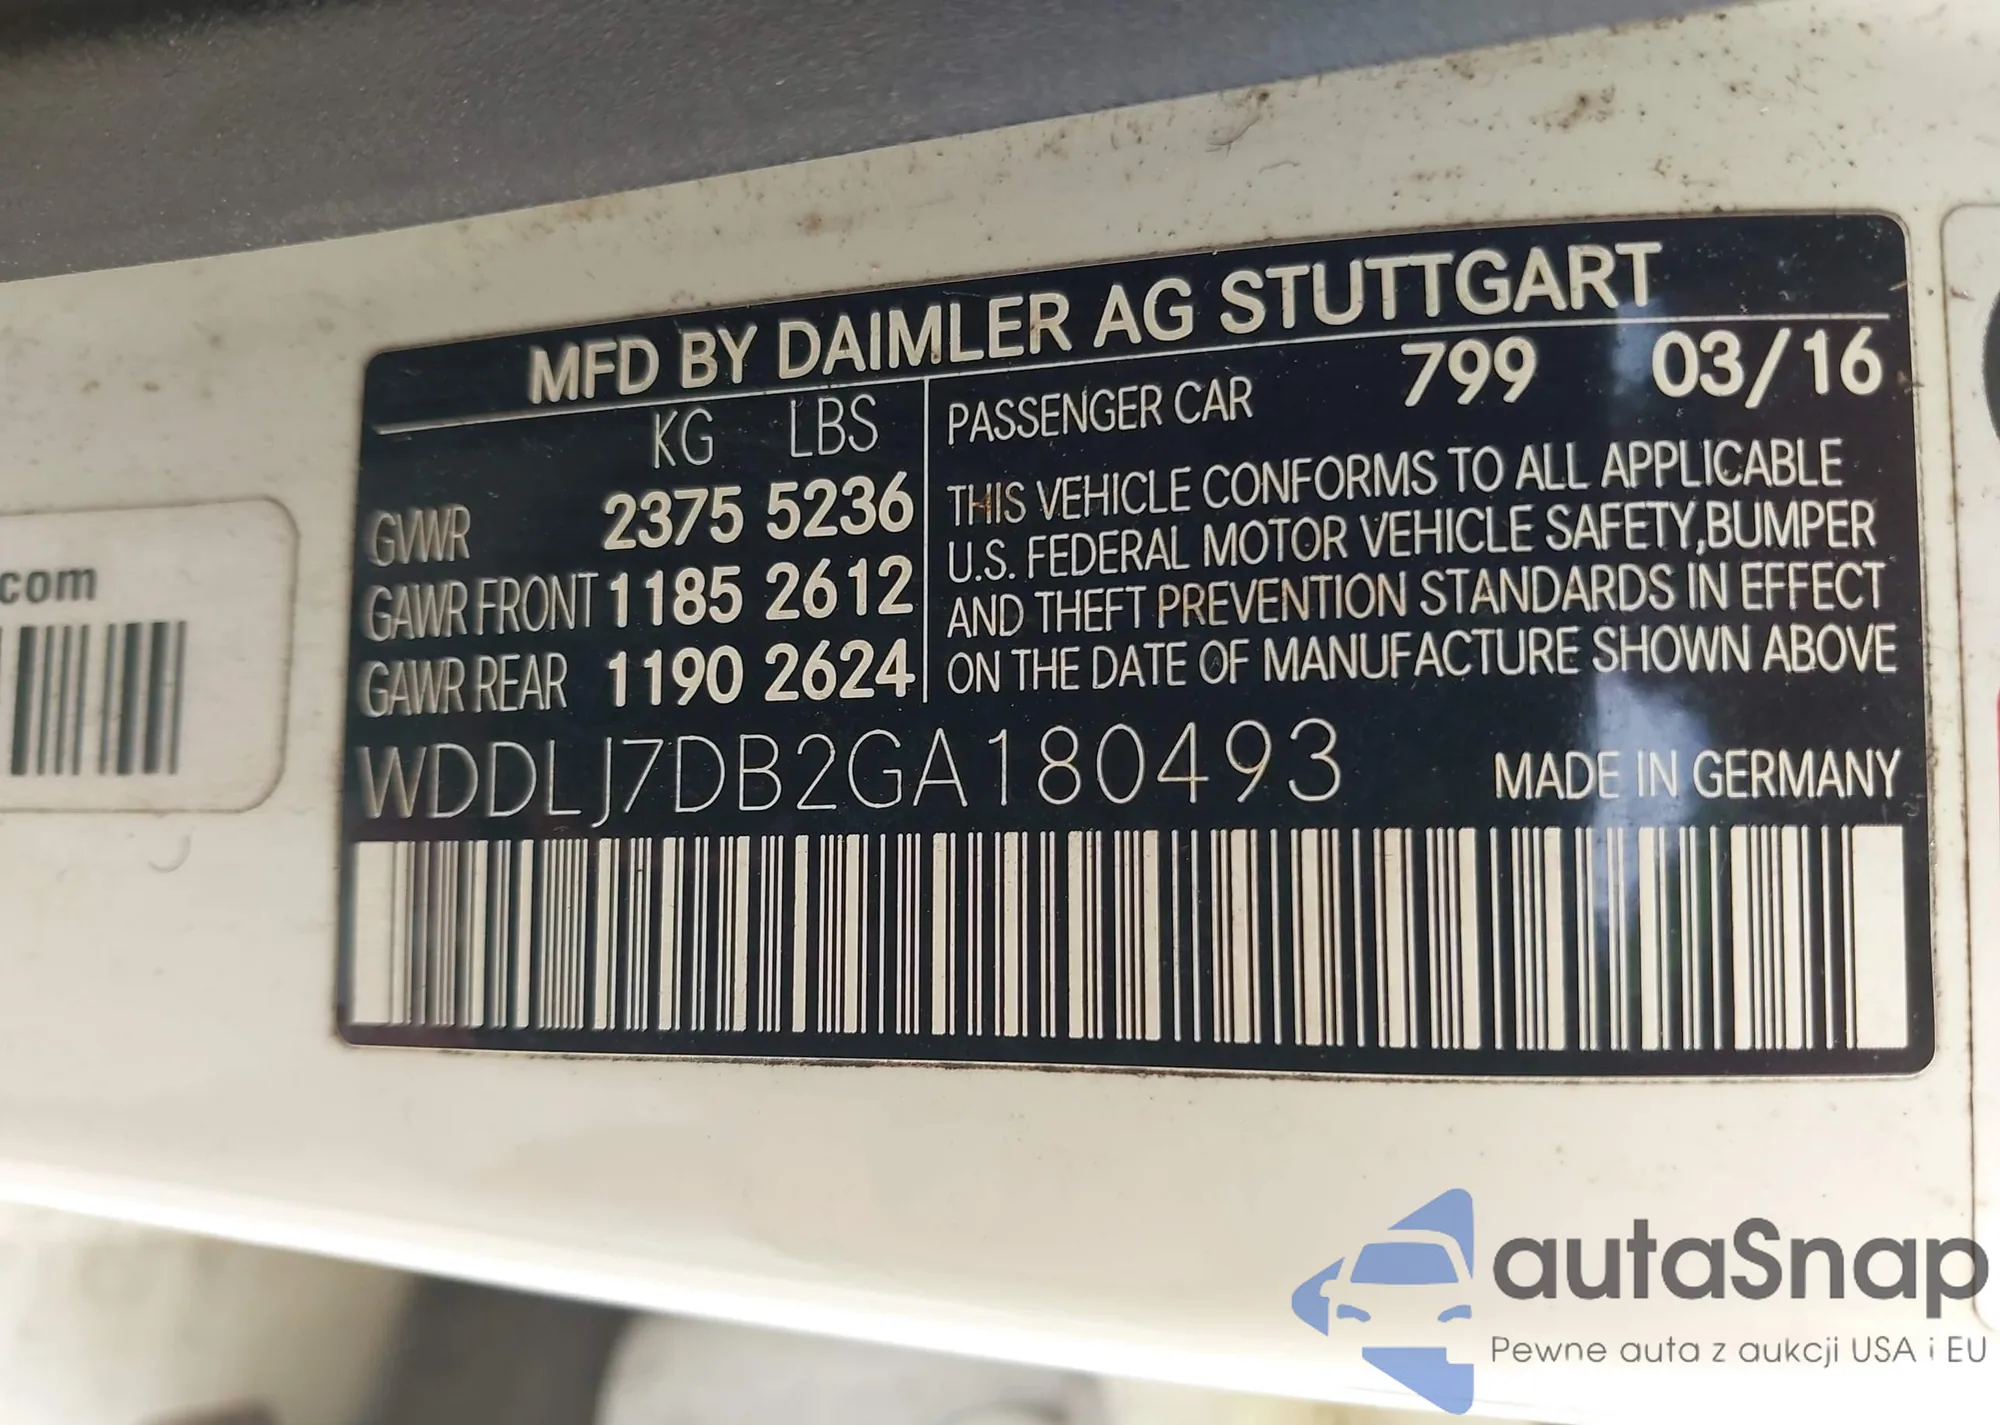 MFD BY DAIMLER AG STUTTGART
KG LBS
GVWR 2375 5236
GAWR FRONT 1185 2612
GAWR REAR 1190 2624
PASSENGER CAR 799 03/16
THIS VEHICLE CONFORMS TO ALL APPLICABLE
U.S. FEDERAL MOTOR VEHICLE SAFETY,BUMPER
AND THEFT PREVENTION STANDARDS IN EFFECT
ON THE DATE OF MANUFACTURE SHOWN ABOVE
WDDLJ7DB2GA180493 MADE IN GERMANY
.com
autaSnap
Pewne auta z aukcji USA i EU